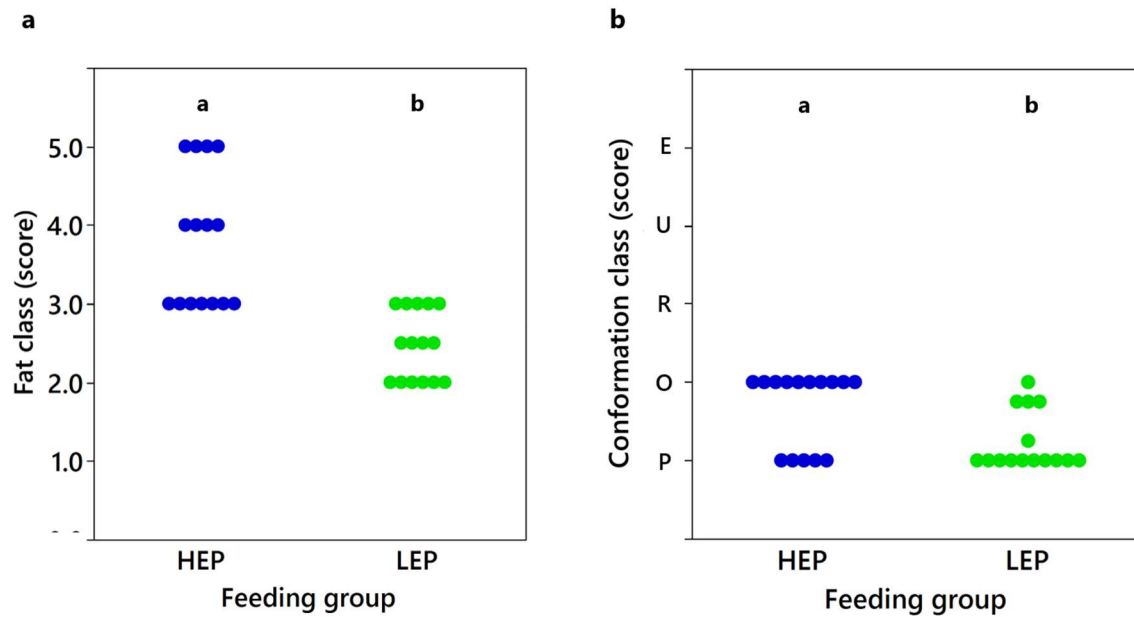 a
a b
5.0
4.0
3.0
2.0
1.0
Fat class (score)
HEP LEP
Feeding group
b
a b
E
U
R
O
P
Conformation class (score)
HEP LEP
Feeding group